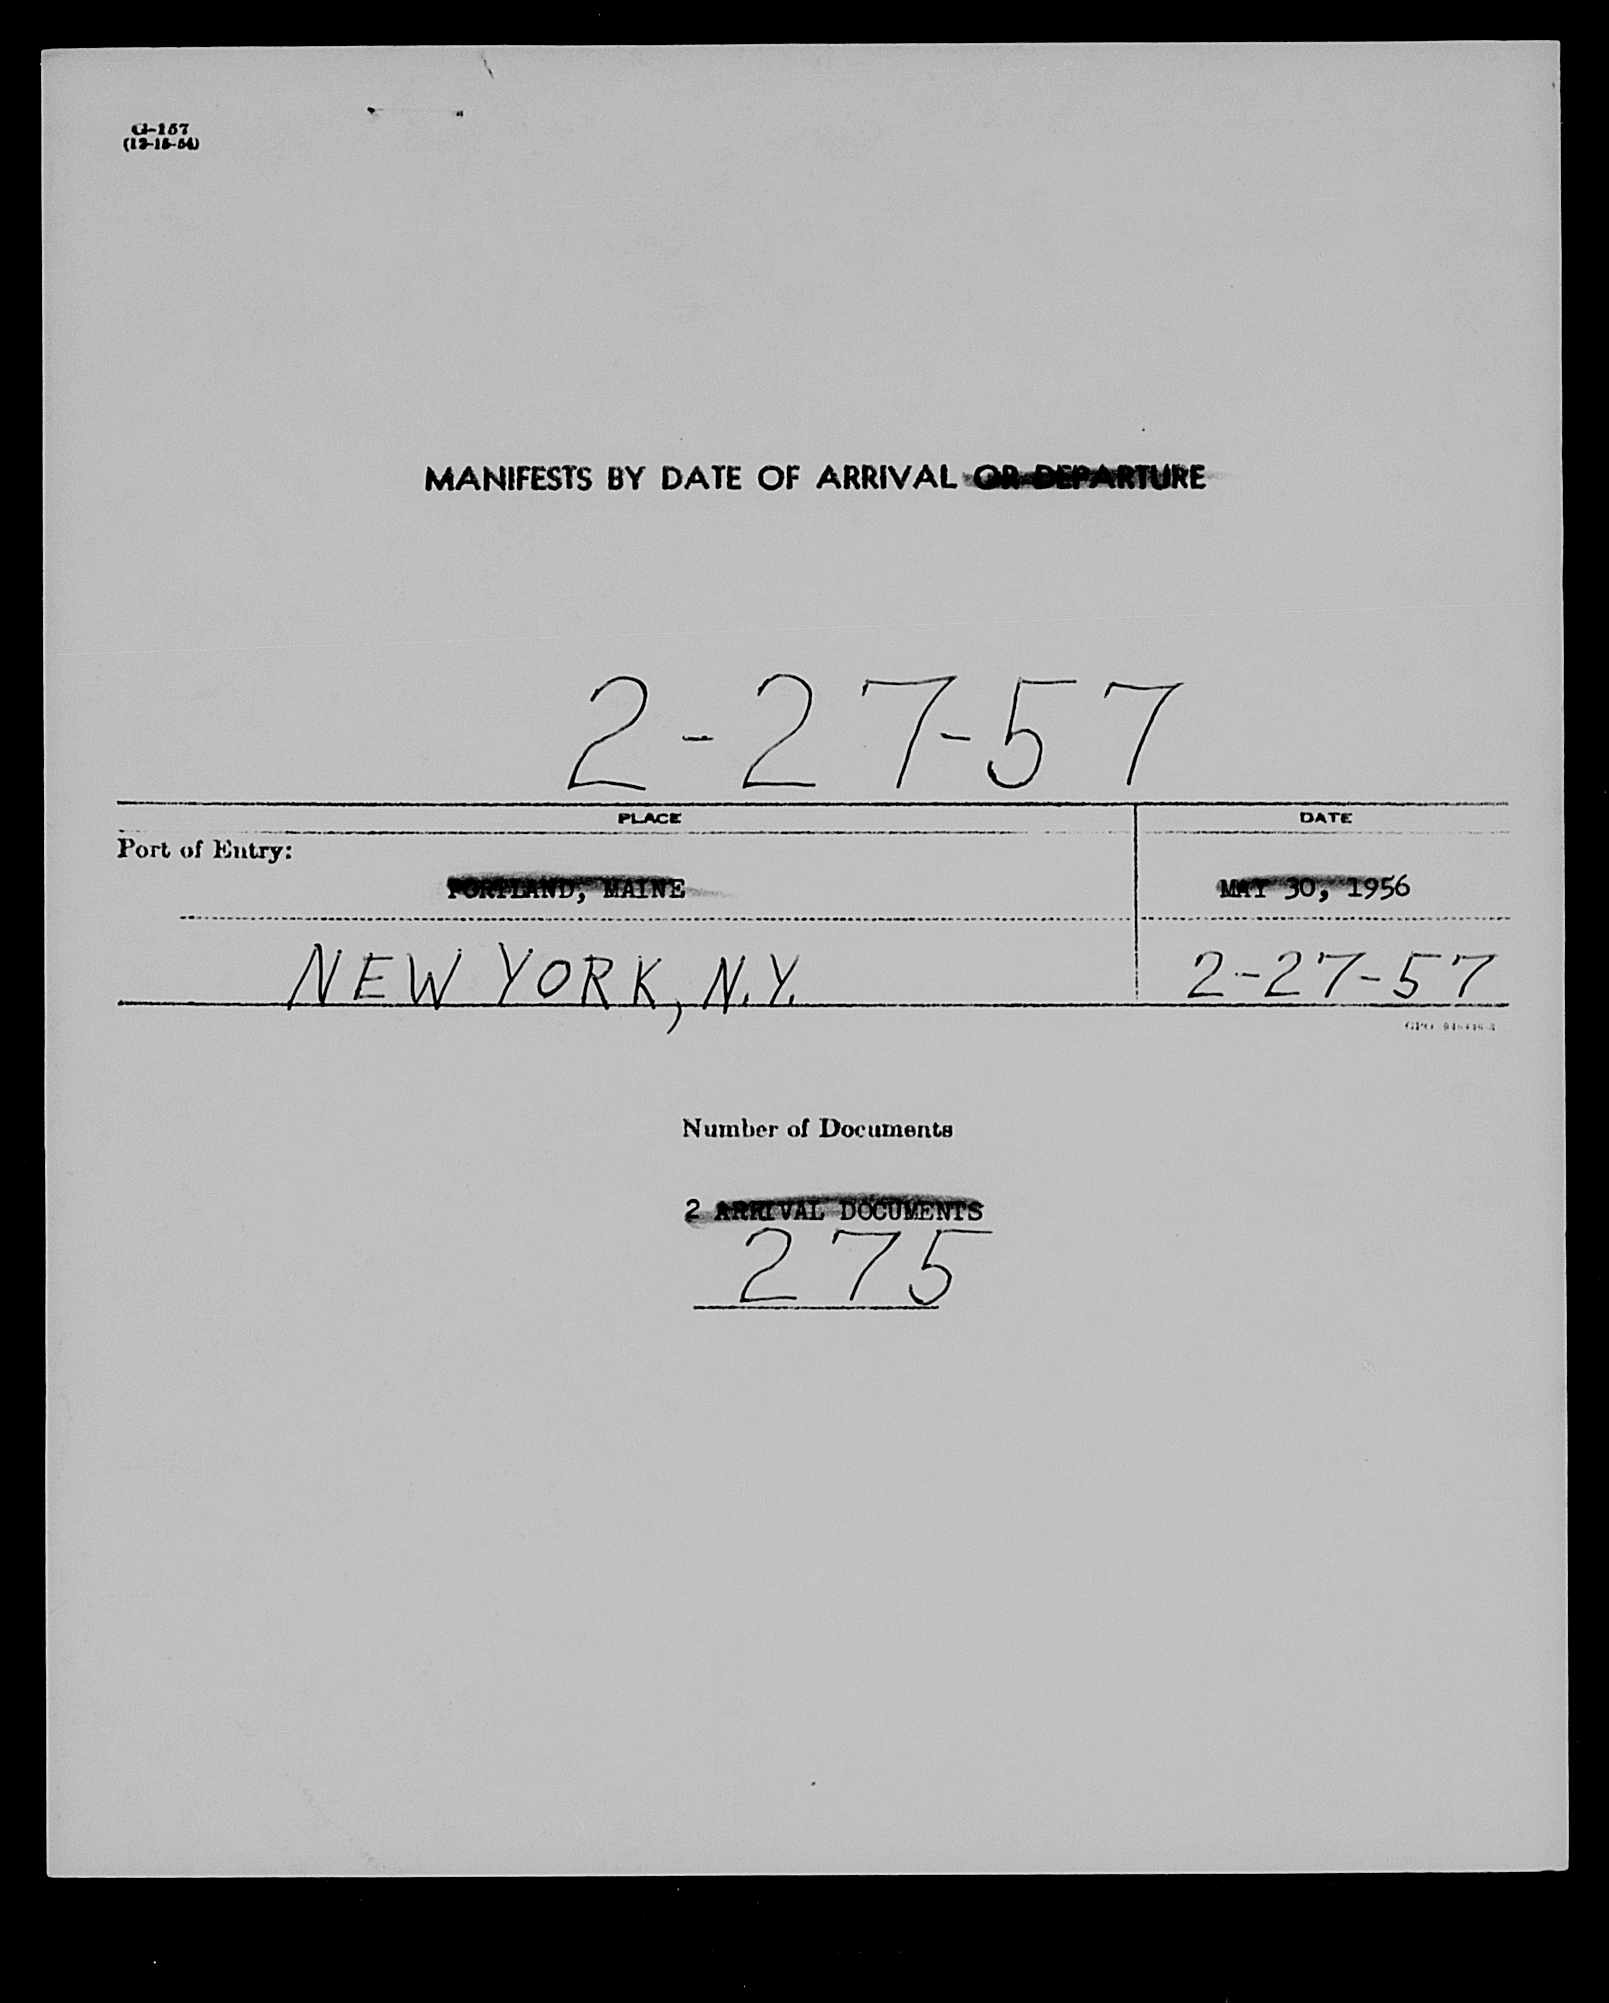 G-157
(12-15-54)
MANIFESTS BY DATE OF ARRIVAL OR DEPARTURE
2-27-57
PLACE DATE
Port of Entry:
PORTLAND, MAINE MAY 30, 1956
NEW YORK, N.Y. 2-27-57
GPO
Number of Documents
2 ARRIVAL DOCUMENTS
275